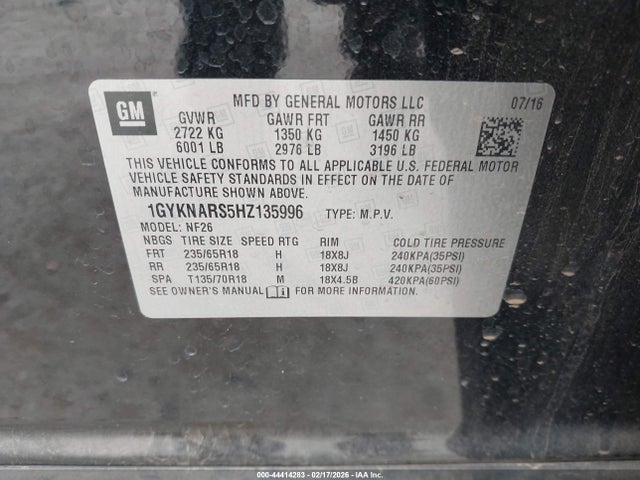 GM
MFD BY GENERAL MOTORS LLC 07/16
GVWR GAWR FRT GAWR RR
2722 KG 1350 KG 1450 KG
6001 LB 2976 LB 3196 LB
THIS VEHICLE CONFORMS TO ALL APPLICABLE U.S. FEDERAL MOTOR
VEHICLE SAFETY STANDARDS IN EFFECT ON THE DATE OF
MANUFACTURE SHOWN ABOVE.
1GYKNARS5HZ135996 TYPE: M.P.V.
MODEL: NF26
NBGS TIRE SIZE SPEED RTG RIM COLD TIRE PRESSURE
FRT 235/65R18 H 18X8J 240KPA(35PSI)
RR 235/65R18 H 18X8J 240KPA(35PSI)
SPA T135/70R18 M 18X4.5B 420KPA(60PSI)
SEE OWNER'S MANUAL FOR MORE INFORMATION.
000-44414283 - 02/17/2026 - IAAI.COM